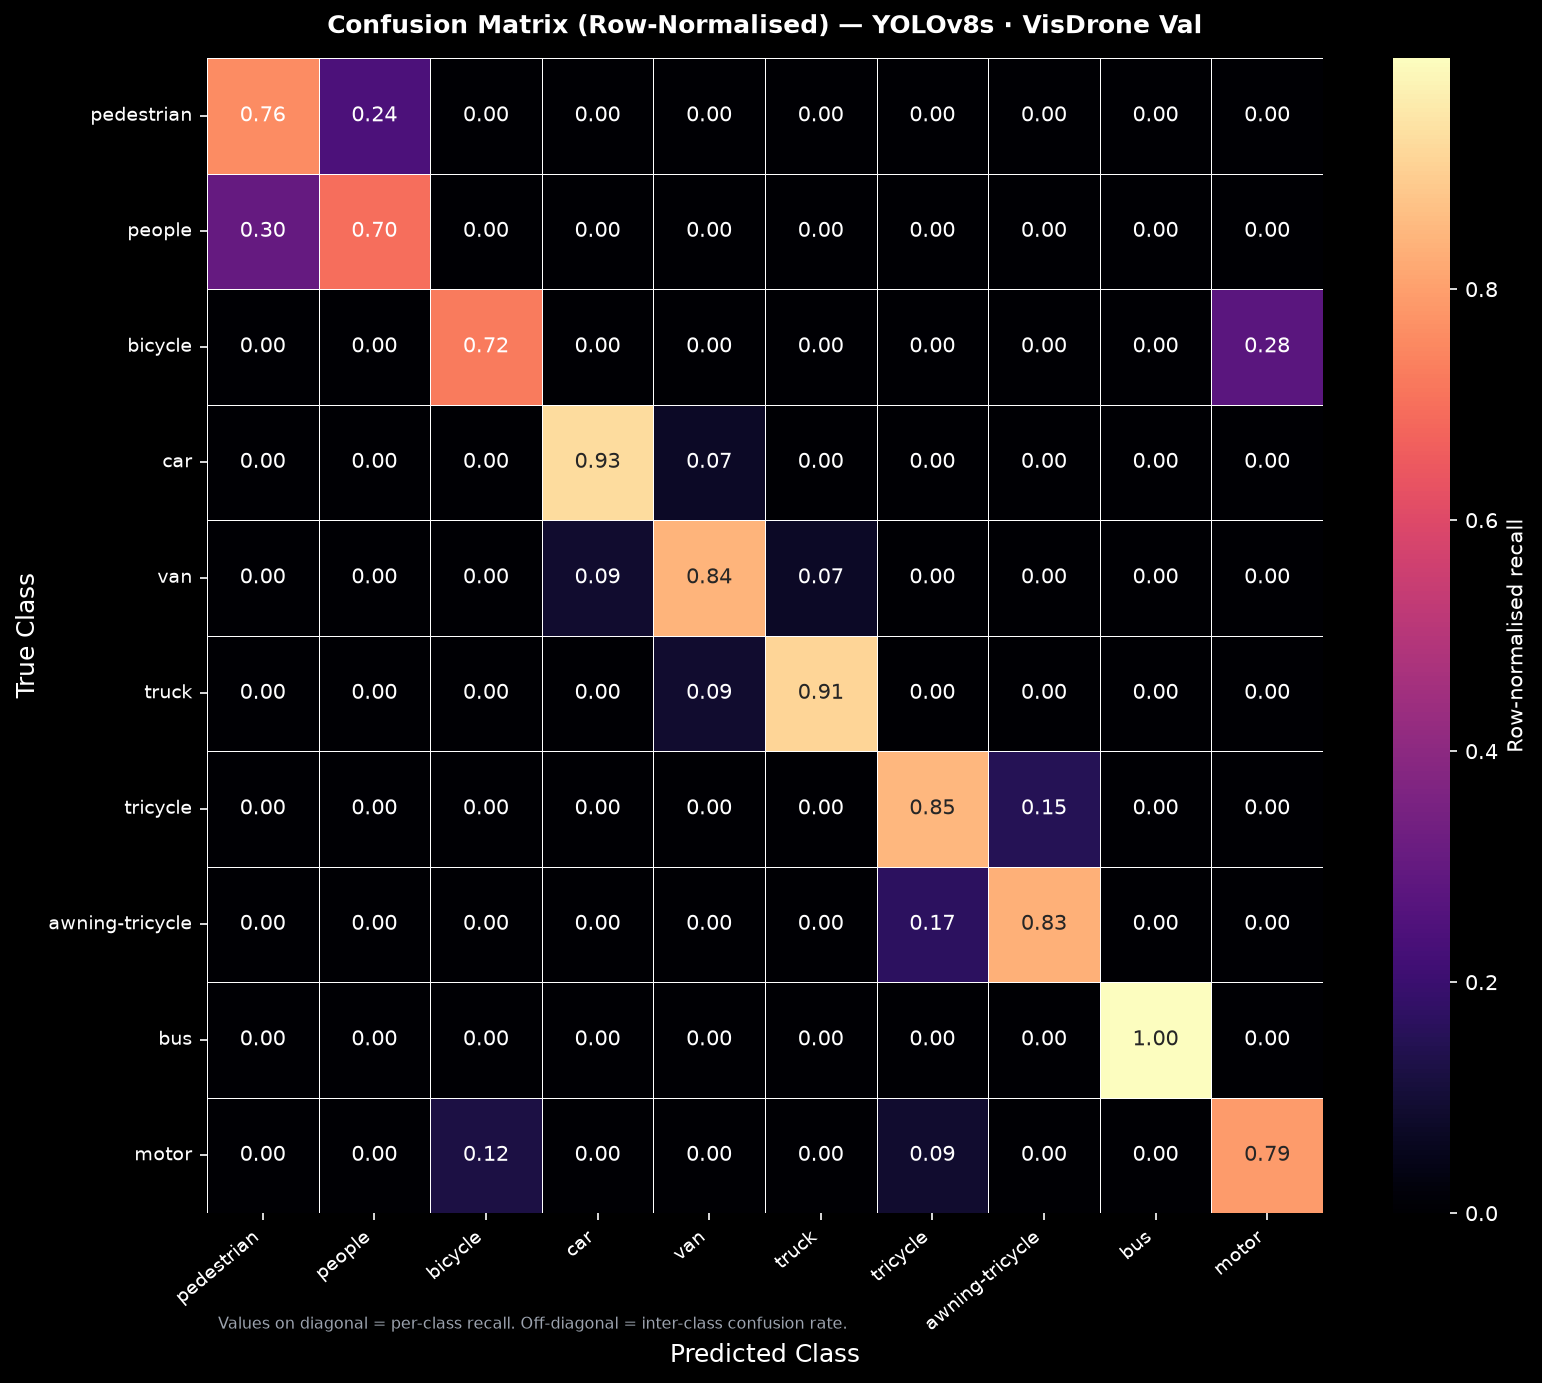 Confusion Matrix (Row-Normalised) — YOLOv8s · VisDrone Val
pedestrian 0.76 0.24 0.00 0.00 0.00 0.00 0.00 0.00 0.00 0.00
people 0.30 0.70 0.00 0.00 0.00 0.00 0.00 0.00 0.00 0.00
bicycle 0.00 0.00 0.72 0.00 0.00 0.00 0.00 0.00 0.00 0.28
car 0.00 0.00 0.00 0.93 0.07 0.00 0.00 0.00 0.00 0.00
van 0.00 0.00 0.00 0.09 0.84 0.07 0.00 0.00 0.00 0.00
truck 0.00 0.00 0.00 0.00 0.09 0.91 0.00 0.00 0.00 0.00
tricycle 0.00 0.00 0.00 0.00 0.00 0.00 0.85 0.15 0.00 0.00
awning-tricycle 0.00 0.00 0.00 0.00 0.00 0.00 0.17 0.83 0.00 0.00
bus 0.00 0.00 0.00 0.00 0.00 0.00 0.00 0.00 1.00 0.00
motor 0.00 0.00 0.12 0.00 0.00 0.00 0.09 0.00 0.00 0.79
True Class
pedestrian people bicycle car van truck tricycle awning-tricycle bus motor
Values on diagonal = per-class recall. Off-diagonal = inter-class confusion rate.
Predicted Class
0.8
0.6
0.4
0.2
0.0
Row-normalised recall